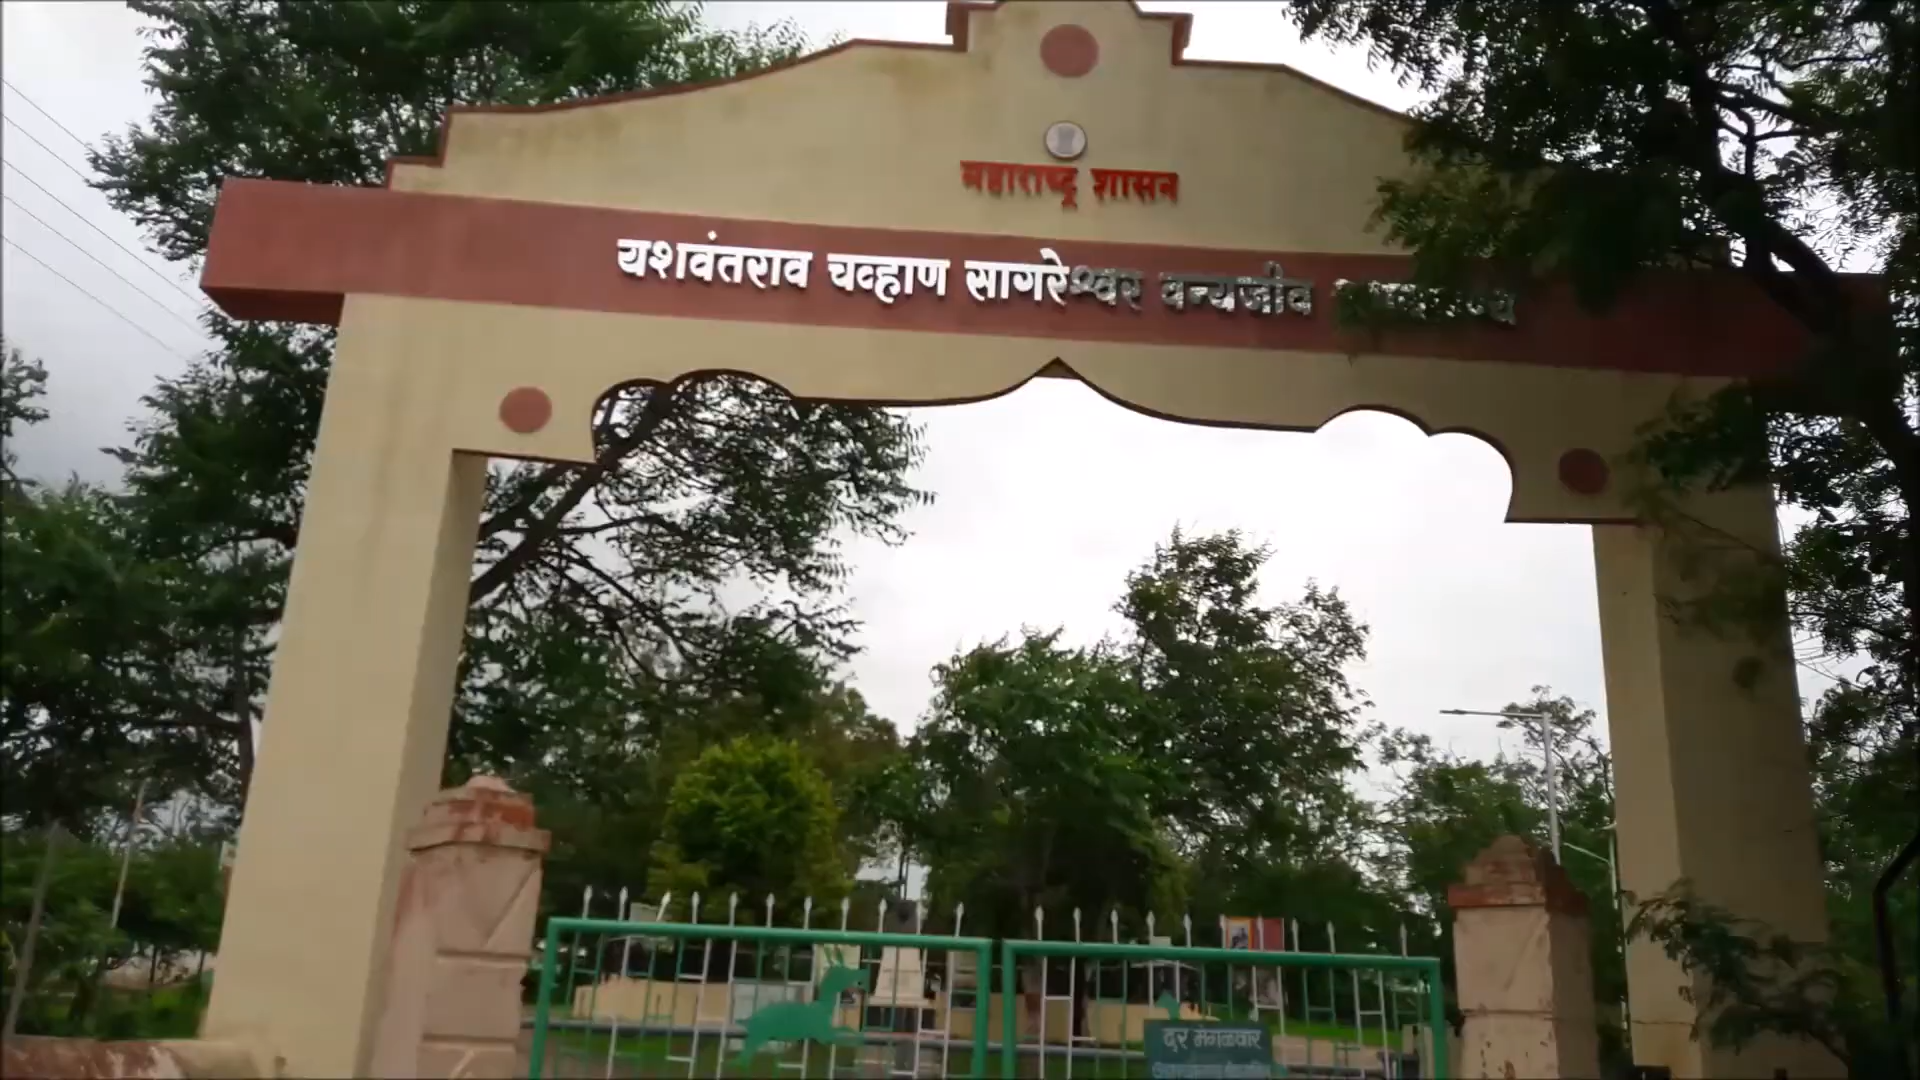 महाराष्ट्र शासन
यशवंतराव चव्हाण सागरेश्वर वन्यजीव
दर मंगळवार